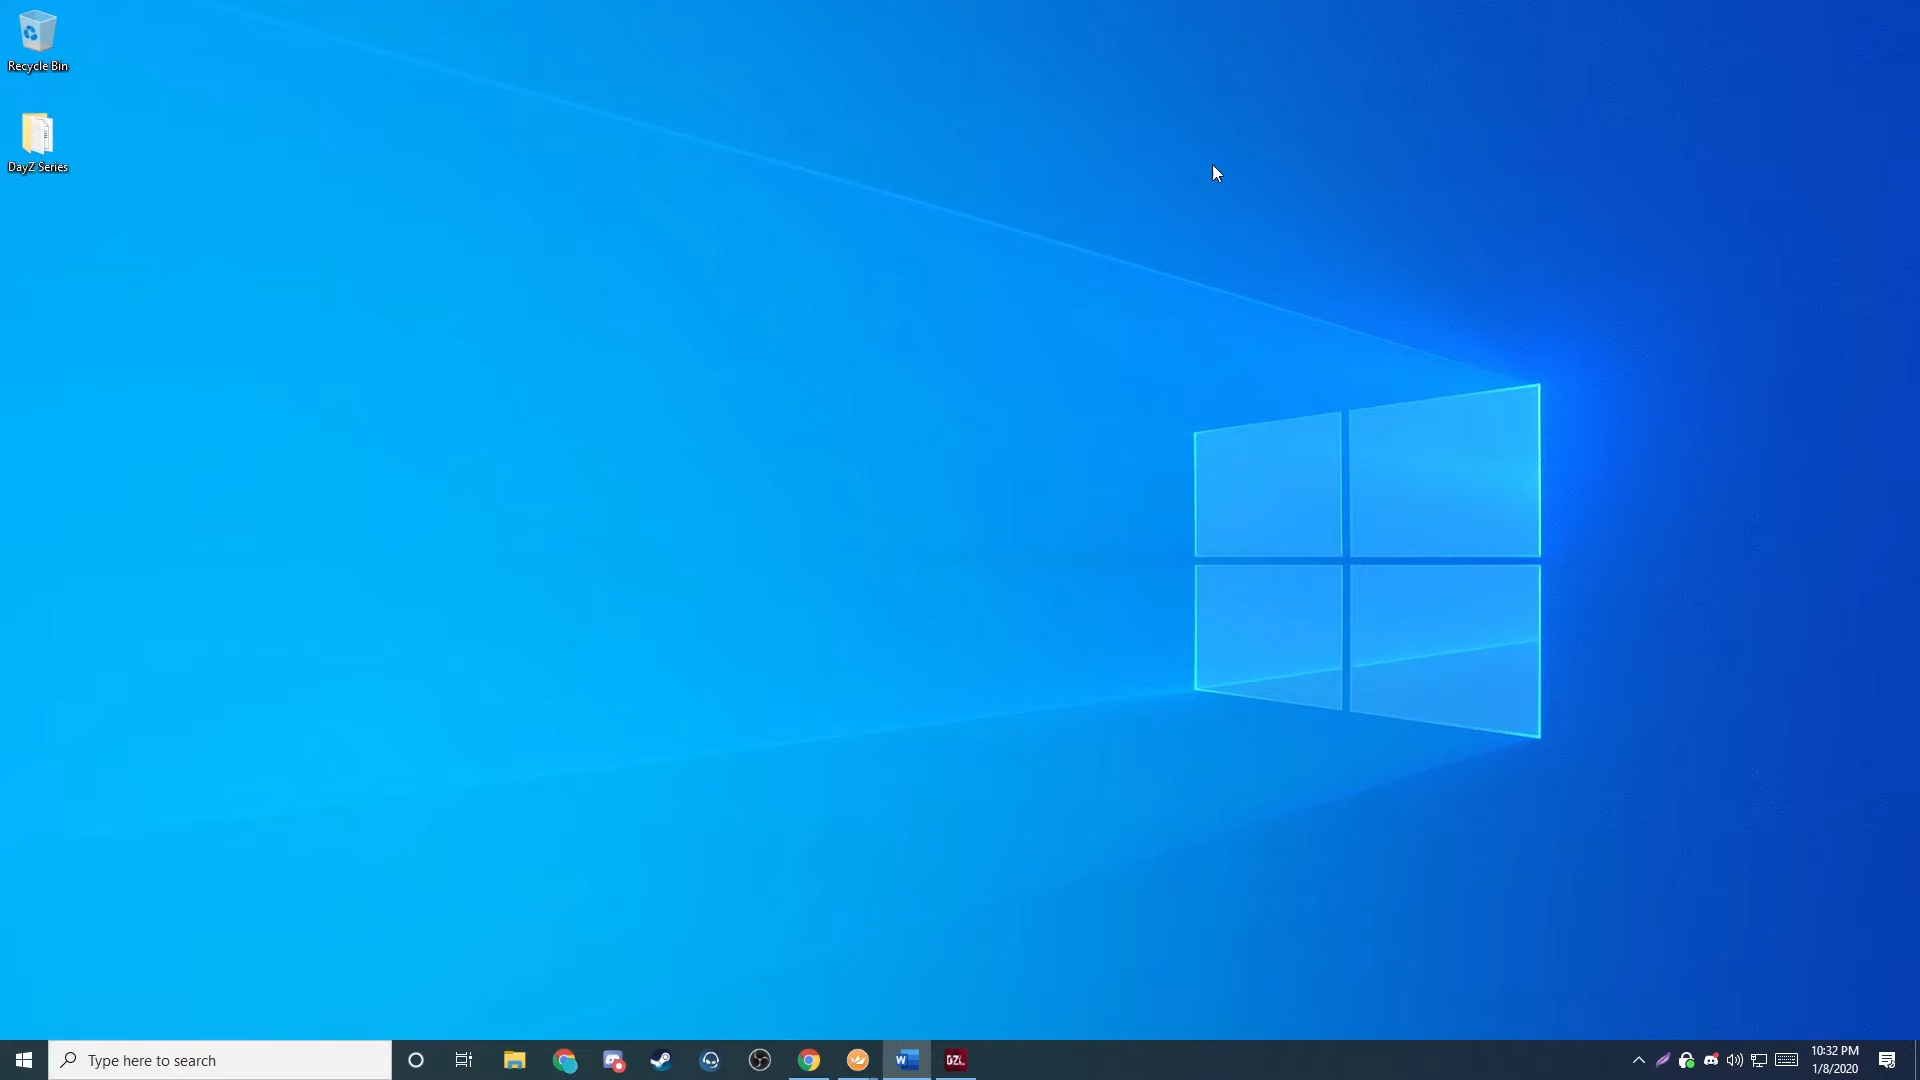 Recycle Bin
DayZ Series
Type here to search
W
DZL
10:32 PM
1/8/2020